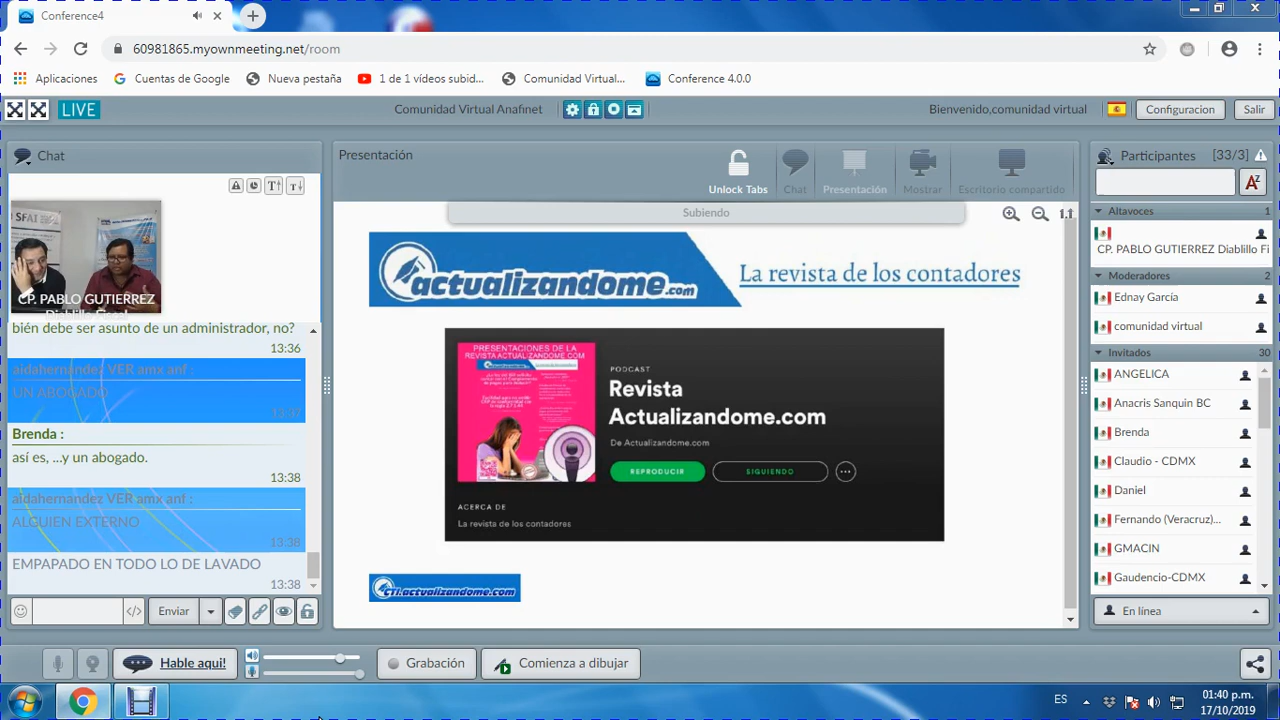 Conference4
60981865.myownmeeting.net/room
Aplicaciones
Cuentas de Google
Nueva pestaña
1 de 1 vídeos subid...
Comunidad Virtual...
Conference 4.0.0
LIVE
Comunidad Virtual Anafinet
Bienvenido,comunidad virtual
Configuracion
Salir
Chat
SFAI
CP. PABLO GUTIERREZ
bién debe ser asunto de un administrador, no?
13:36
aidahernandez VER amx anf :
UN ABOGADO
13:37
Brenda :
así es, ...y un abogado.
13:38
aidahernandez VER amx anf :
ALGUIEN EXTERNO
13:38
EMPAPADO EN TODO LO DE LAVADO
13:38
Enviar
Presentación
Unlock Tabs
Chat
Presentación
Mostrar
Escritorio compartido
Subiendo
1:1
actualizandome.com
La revista de los contadores
PRESENTACIONES DE LA
REVISTA ACTUALIZANDOME.COM
PODCAST
Revista
Actualizandome.com
De Actualizandome.com
REPRODUCIR
SIGUIENDO
ACERCA DE
La revista de los contadores
CTI.actualizandome.com
Participantes [33/3]
AZ
Altavoces 1
CP. PABLO GUTIERREZ Diablillo Fi
Moderadores 2
Ednay García
comunidad virtual
Invitados 30
ANGELICA
Anacris Sanquin BC
Brenda
Claudio - CDMX
Daniel
Fernando (Veracruz)...
GMACIN
Gaudencio-CDMX
En línea
Hable aqui!
Grabación
Comienza a dibujar
ES
01:40 p.m.
17/10/2019